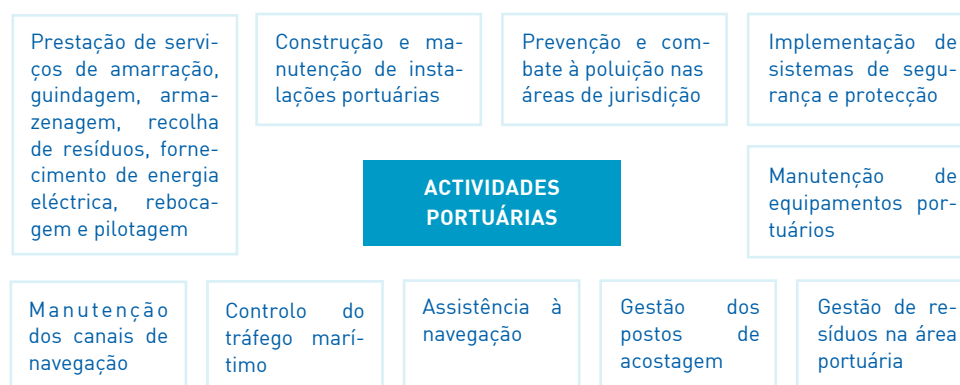 Prestação de servi-
ços de amarração,
guindagem, arma-
zenagem, recolha
de resíduos, forne-
cimento de energia
eléctrica, reboca-
gem e pilotagem
Construção e ma-
nutenção de insta-
lações portuárias
Prevenção e com-
bate à poluição nas
áreas de jurisdição
Implementação de
sistemas de segu-
rança e protecção
ACTIVIDADES
PORTUÁRIAS
Manutenção de
equipamentos por-
tuários
Manutenção
dos canais de
navegação
Controlo do
tráfego marí-
timo
Assistência à
navegação
Gestão dos
postos de
acostagem
Gestão de re-
síduos na área
portuária